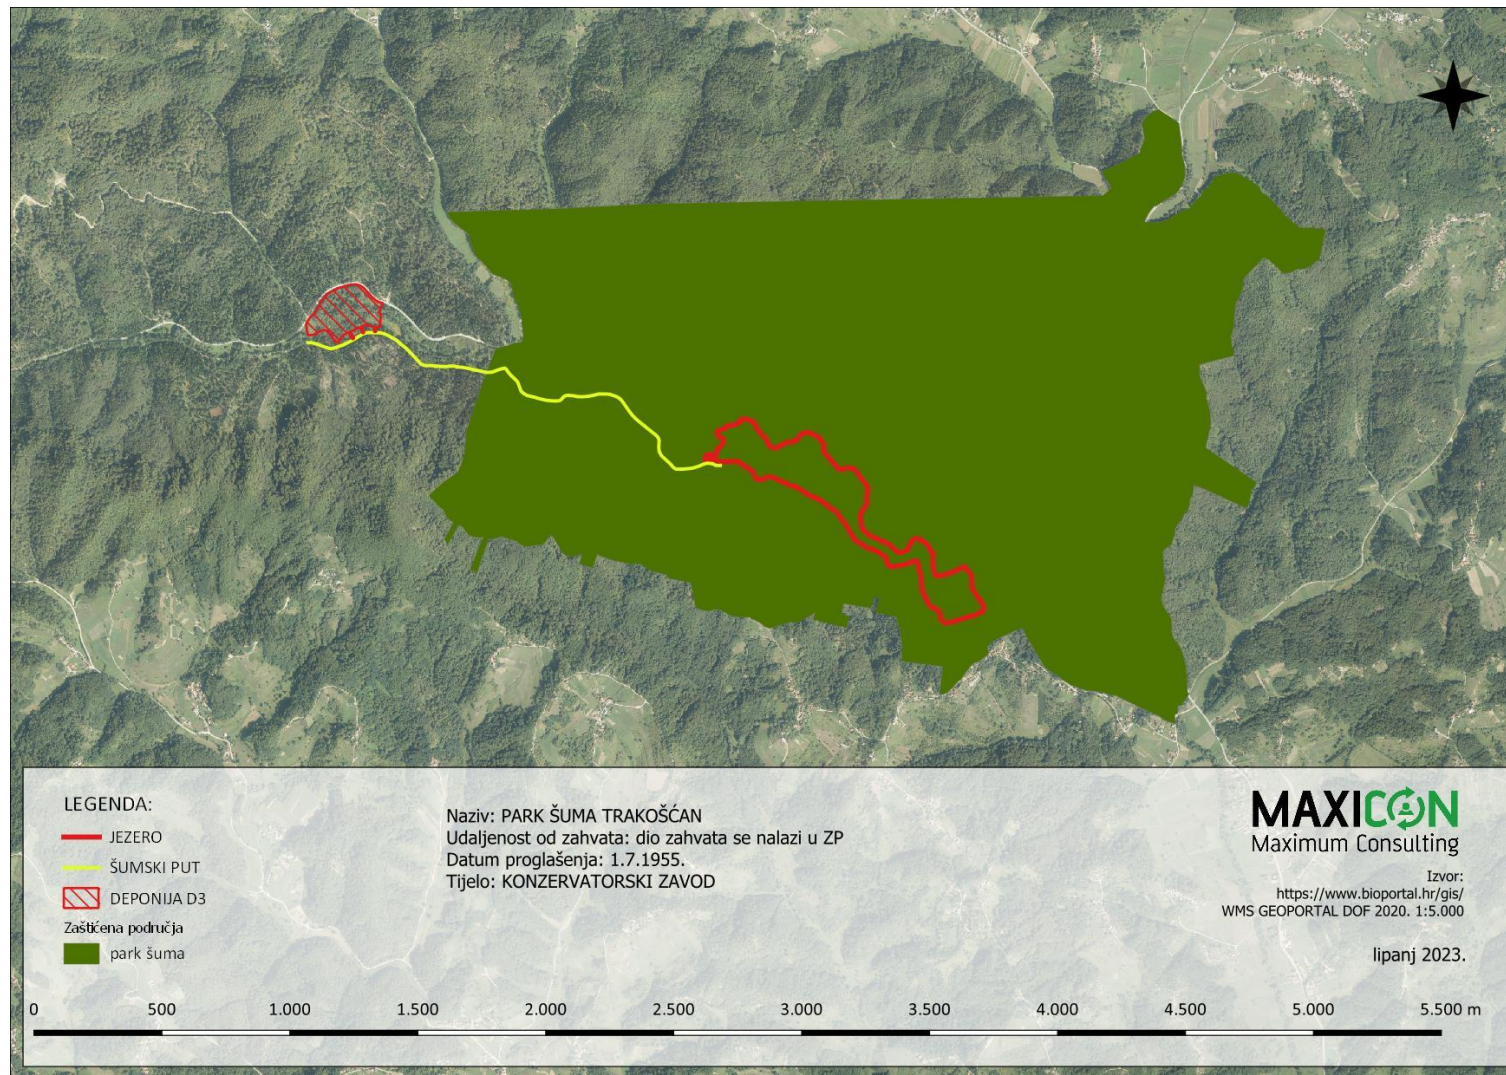 LEGENDA:
JEZERO
ŠUMSKI PUT
DEPONIJA D3
Zaštićena područja
park šuma
Naziv: PARK ŠUMA TRAKOŠĆAN
Udaljenost od zahvata: dio zahvata se nalazi u ZP
Datum proglašenja: 1.7.1955.
Tijelo: KONZERVATORSKI ZAVOD
MAXICON
Maximum Consulting
Izvor:
https://www.bioportal.hr/gis/
WMS GEOPORTAL DOF 2020. 1:5.000
lipanj 2023.
0 500 1.000 1.500 2.000 2.500 3.000 3.500 4.000 4.500 5.000 5.500 m